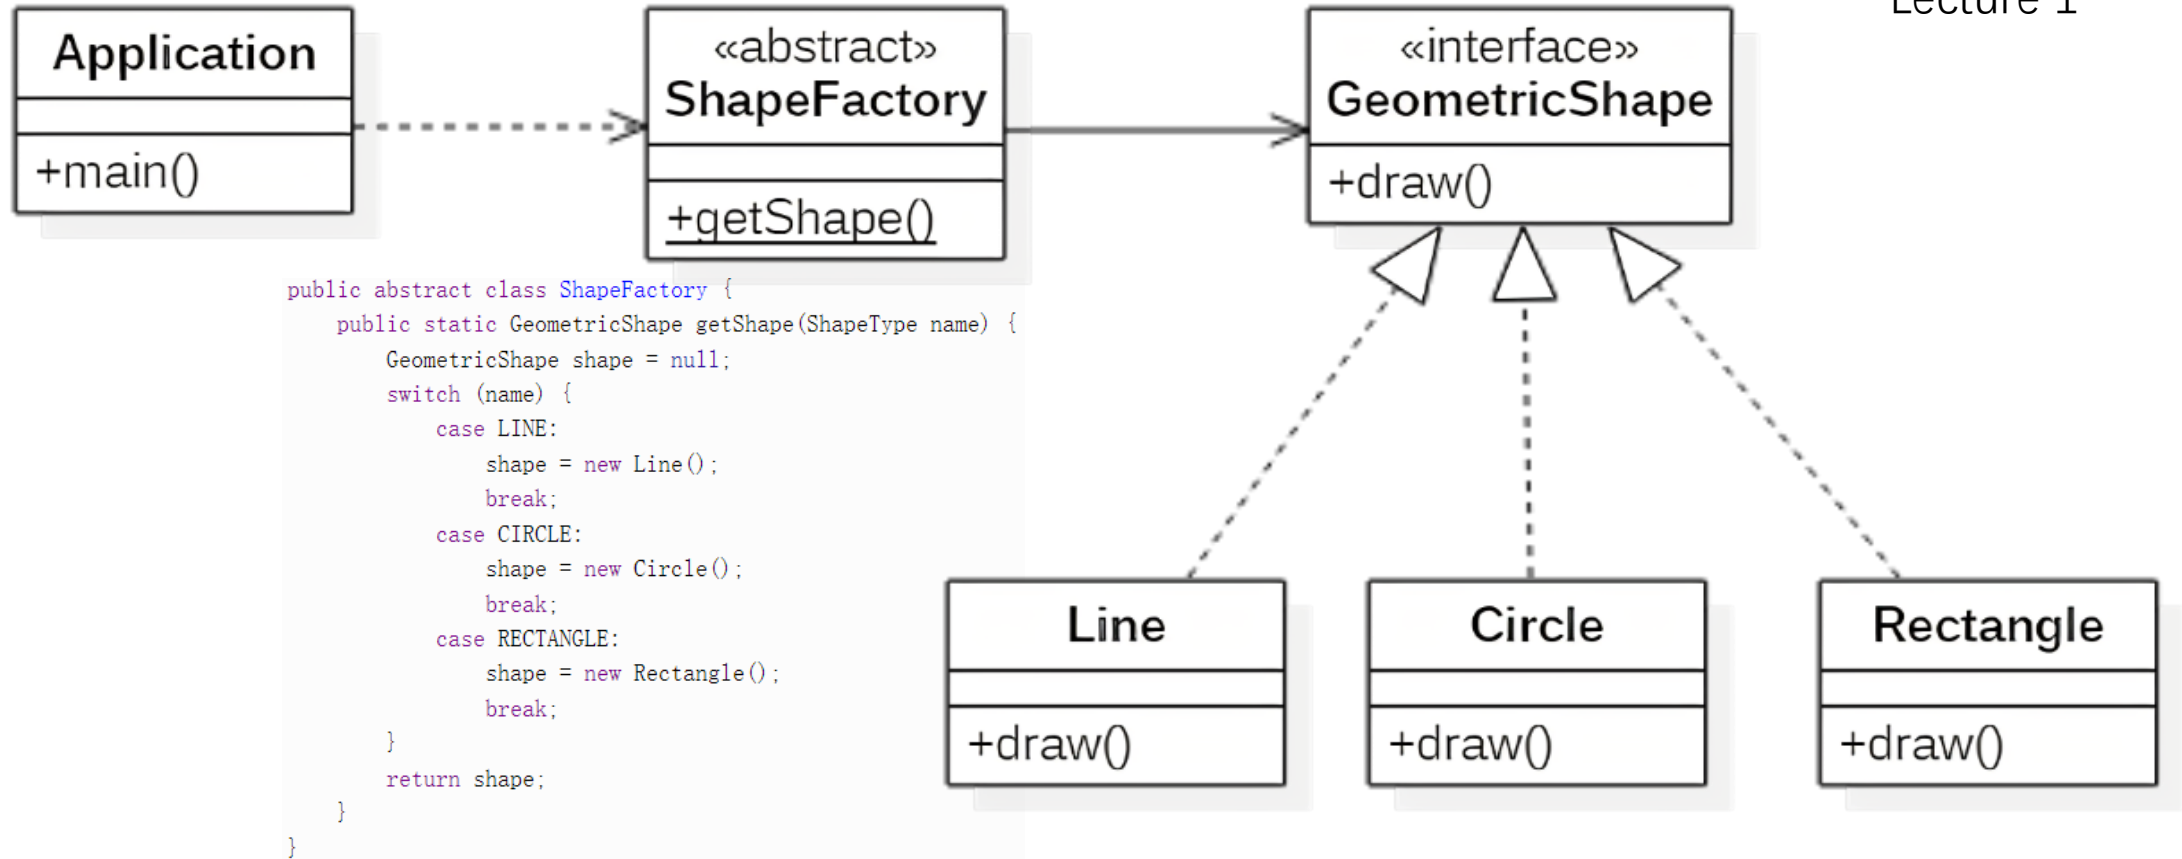 Lecture 1
Application
+main()
«abstract»
ShapeFactory
+getShape()
«interface»
GeometricShape
+draw()
public abstract class ShapeFactory {
    public static GeometricShape getShape(ShapeType name) {
        GeometricShape shape = null;
        switch (name) {
            case LINE:
                shape = new Line();
                break;
            case CIRCLE:
                shape = new Circle();
                break;
            case RECTANGLE:
                shape = new Rectangle();
                break;
        }
        return shape;
    }
}
Line
+draw()
Circle
+draw()
Rectangle
+draw()